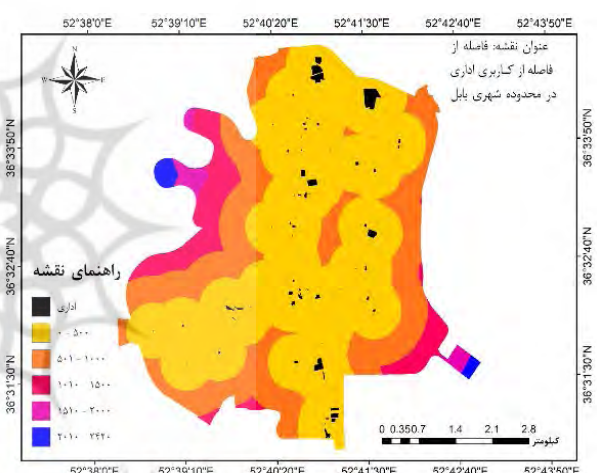 52°38'0"E 52°39'10"E 52°40'20"E 52°41'30"E 52°42'40"E 52°43'50"E
عنوان نقشه: فاصله از
فاصله از کاربری اداری
در محدوده شهری بابل
N
W E
S
36°33'50"N 36°33'50"N
36°32'40"N 36°32'40"N
36°31'30"N 36°31'30"N
راهنمای نقشه
اداری
۰ - ۵۰۰
۵۰۱ - ۱۰۰۰
۱۰۱۰ - ۱۵۰۰
۱۵۱۰ - ۲۰۰۰
۲۰۱۰ - ۲۴۲۰
0 0.35 0.7 1.4 2.1 2.8
کیلومتر
52°38'0"E 52°39'10"E 52°40'20"E 52°41'30"E 52°42'40"E 52°43'50"E